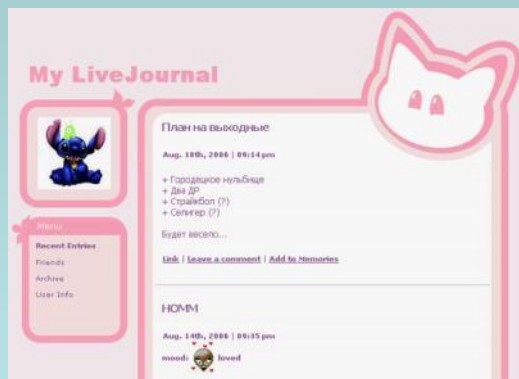 My LiveJournal
План на выходные
Aug. 18th, 2006 | 09:14 pm
+ Городецкое нульбище
+ Два ДР
+ Страйкбол (?)
+ Селигер (?)
Будет весело...
Link | Leave a comment | Add to Memories
Menu
Recent Entries
Friends
Archive
User Info
НОММ
Aug. 14th, 2006 | 09:35 pm
mood: loved